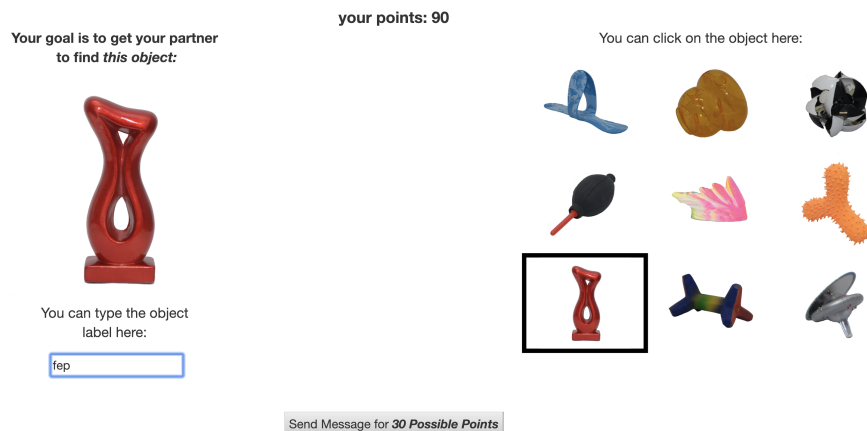 your points: 90
Your goal is to get your partner
to find this object:
You can click on the object here:
You can type the object
label here:
fep
Send Message for 30 Possible Points